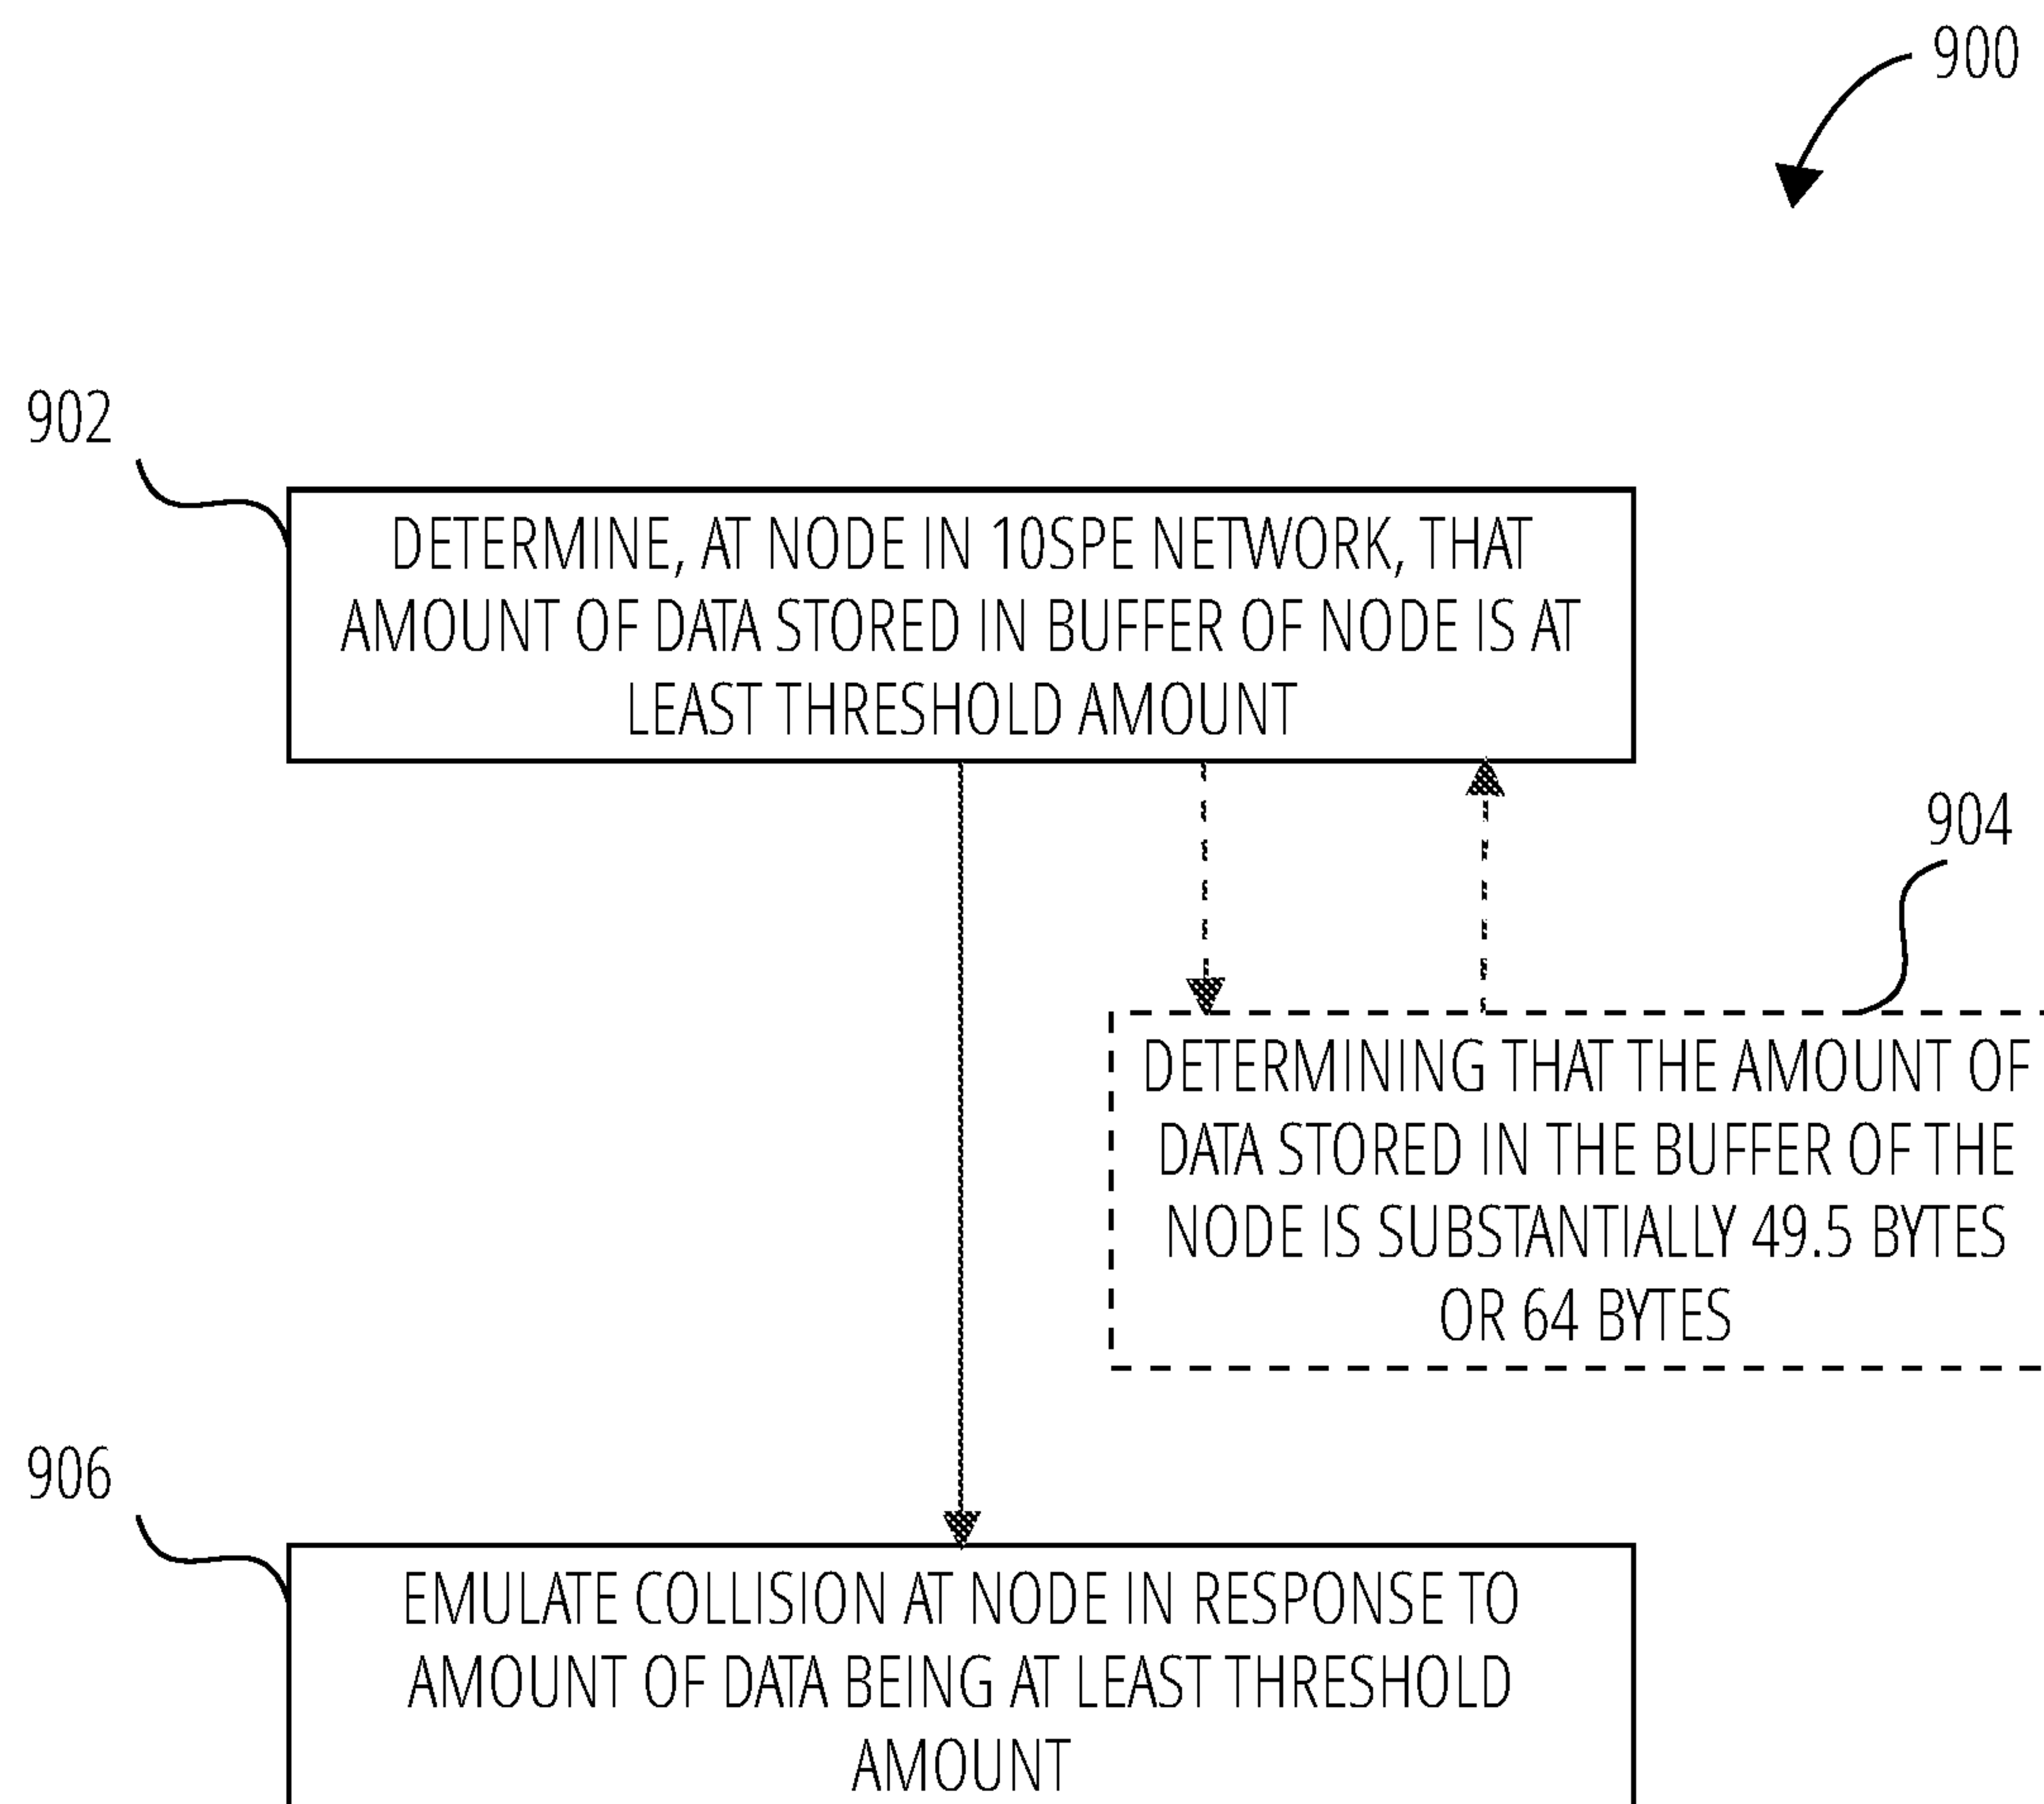 900
902
DETERMINE, AT NODE IN 10SPE NETWORK, THAT
AMOUNT OF DATA STORED IN BUFFER OF NODE IS AT
LEAST THRESHOLD AMOUNT
904
DETERMINING THAT THE AMOUNT OF
DATA STORED IN THE BUFFER OF THE
NODE IS SUBSTANTIALLY 49.5 BYTES
OR 64 BYTES
906
EMULATE COLLISION AT NODE IN RESPONSE TO
AMOUNT OF DATA BEING AT LEAST THRESHOLD
AMOUNT